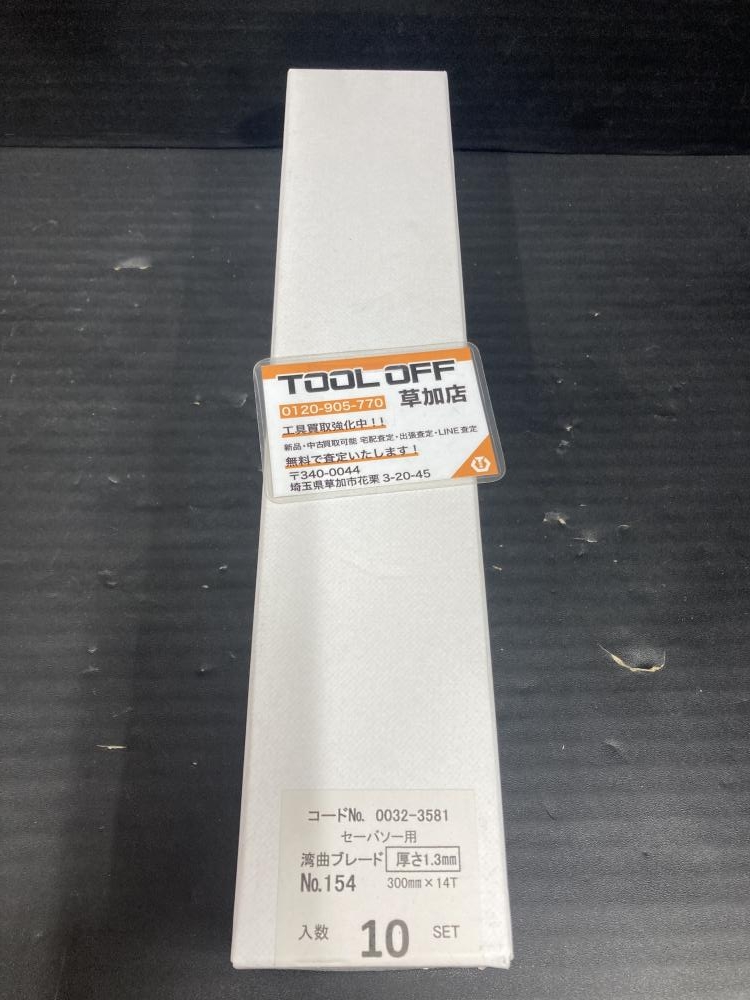 TOOL OFF
0120-905-770 草加店
工具買取強化中!!
新品・中古買取可能 宅配査定・出張査定・LINE査定
無料で査定いたします!
〒340-0044
埼玉県草加市花栗 3-20-45
コードNo. 0032-3581
セーバソー用
湾曲ブレード 厚さ1.3mm
No.154 300mm×14T
入数 10 SET